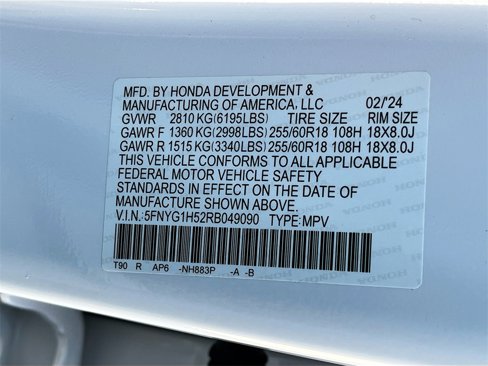 MFD. BY HONDA DEVELOPMENT &
MANUFACTURING OF AMERICA, LLC 02/'24
GVWR 2810 KG (6195LBS) TIRE SIZE RIM SIZE
GAWR F 1360 KG (2998LBS) 255/60R18 108H 18X8.0J
GAWR R 1515 KG (3340LBS) 255/60R18 108H 18X8.0J
THIS VEHICLE CONFORMS TO ALL APPLICABLE
FEDERAL MOTOR VEHICLE SAFETY
STANDARDS IN EFFECT ON THE DATE OF
MANUFACTURE SHOWN ABOVE.
V.I.N.:5FNYG1H52RB049090 TYPE:MPV
T90 R AP6 -NH883P -A -B